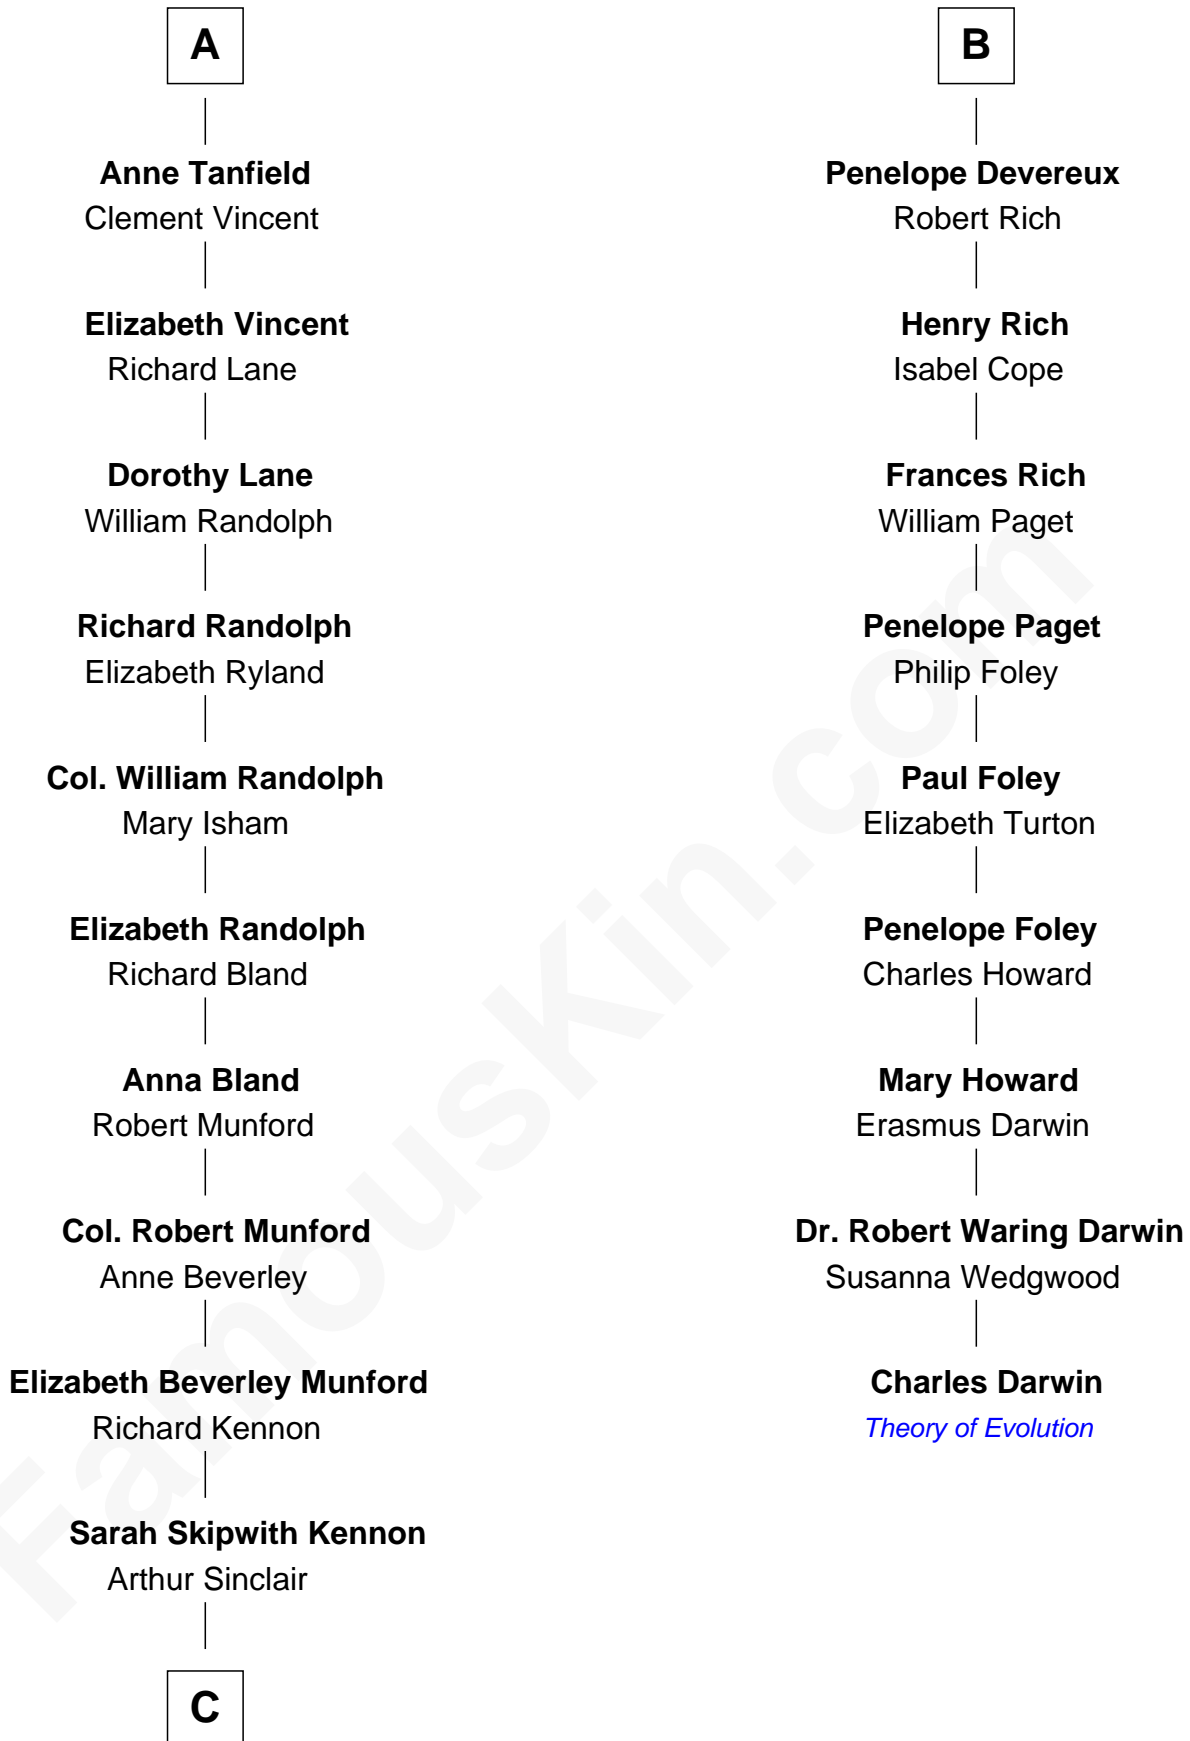 A
Anne Tanfield
Clement Vincent
Elizabeth Vincent
Richard Lane
Dorothy Lane
William Randolph
Richard Randolph
Elizabeth Ryland
Col. William Randolph
Mary Isham
Elizabeth Randolph
Richard Bland
Anna Bland
Robert Munford
Col. Robert Munford
Anne Beverley
Elizabeth Beverley Munford
Richard Kennon
Sarah Skipwith Kennon
Arthur Sinclair
C
B
Penelope Devereux
Robert Rich
Henry Rich
Isabel Cope
Frances Rich
William Paget
Penelope Paget
Philip Foley
Paul Foley
Elizabeth Turton
Penelope Foley
Charles Howard
Mary Howard
Erasmus Darwin
Dr. Robert Waring Darwin
Susanna Wedgwood
Charles Darwin
Theory of Evolution
FamousKin.com